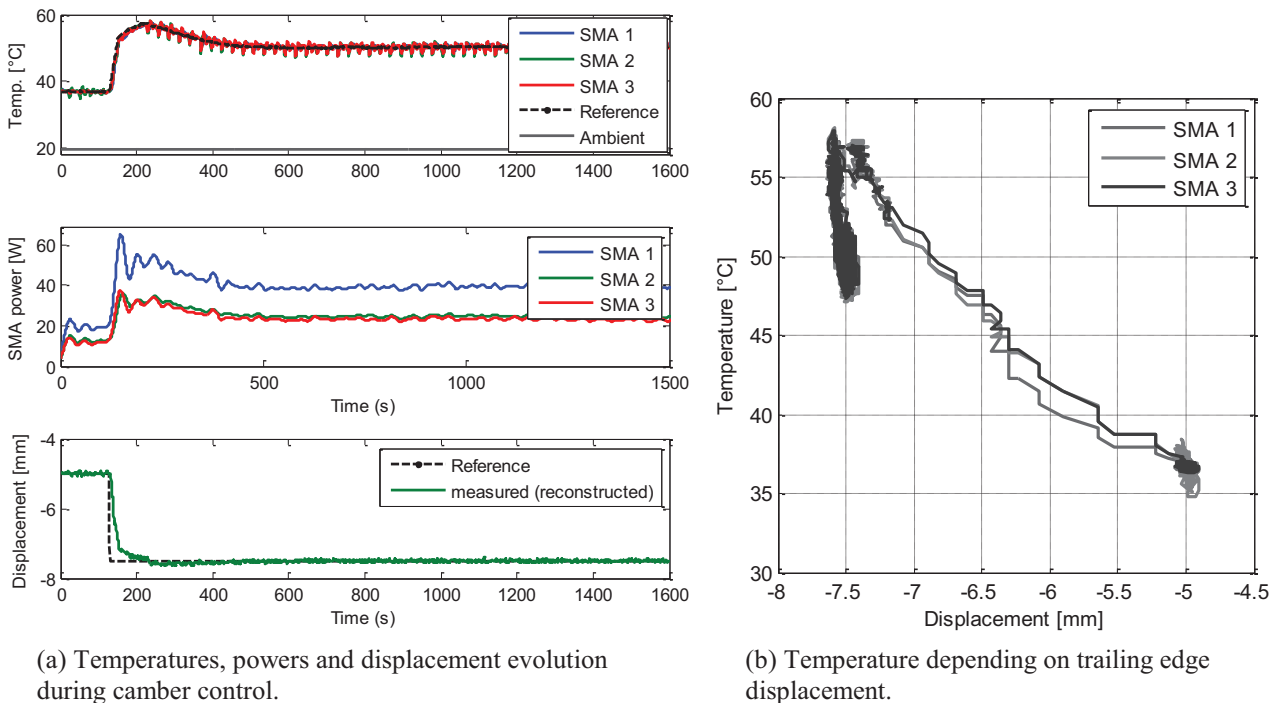 60
40
20
Temp. [°C]
0 200 400 600 800 1000 1200 1400 1600
SMA 1
SMA 2
SMA 3
Reference
Ambient
60
40
20
0
SMA power [W]
0 500 1000 1500
Time (s)
SMA 1
SMA 2
SMA 3
-4
-6
-8
Displacement [mm]
0 200 400 600 800 1000 1200 1400 1600
Time (s)
Reference
measured (reconstructed)
(a) Temperatures, powers and displacement evolution
during camber control.
60
55
50
45
40
35
30
Temperature [°C]
-8 -7.5 -7 -6.5 -6 -5.5 -5 -4.5
Displacement [mm]
SMA 1
SMA 2
SMA 3
(b) Temperature depending on trailing edge
displacement.